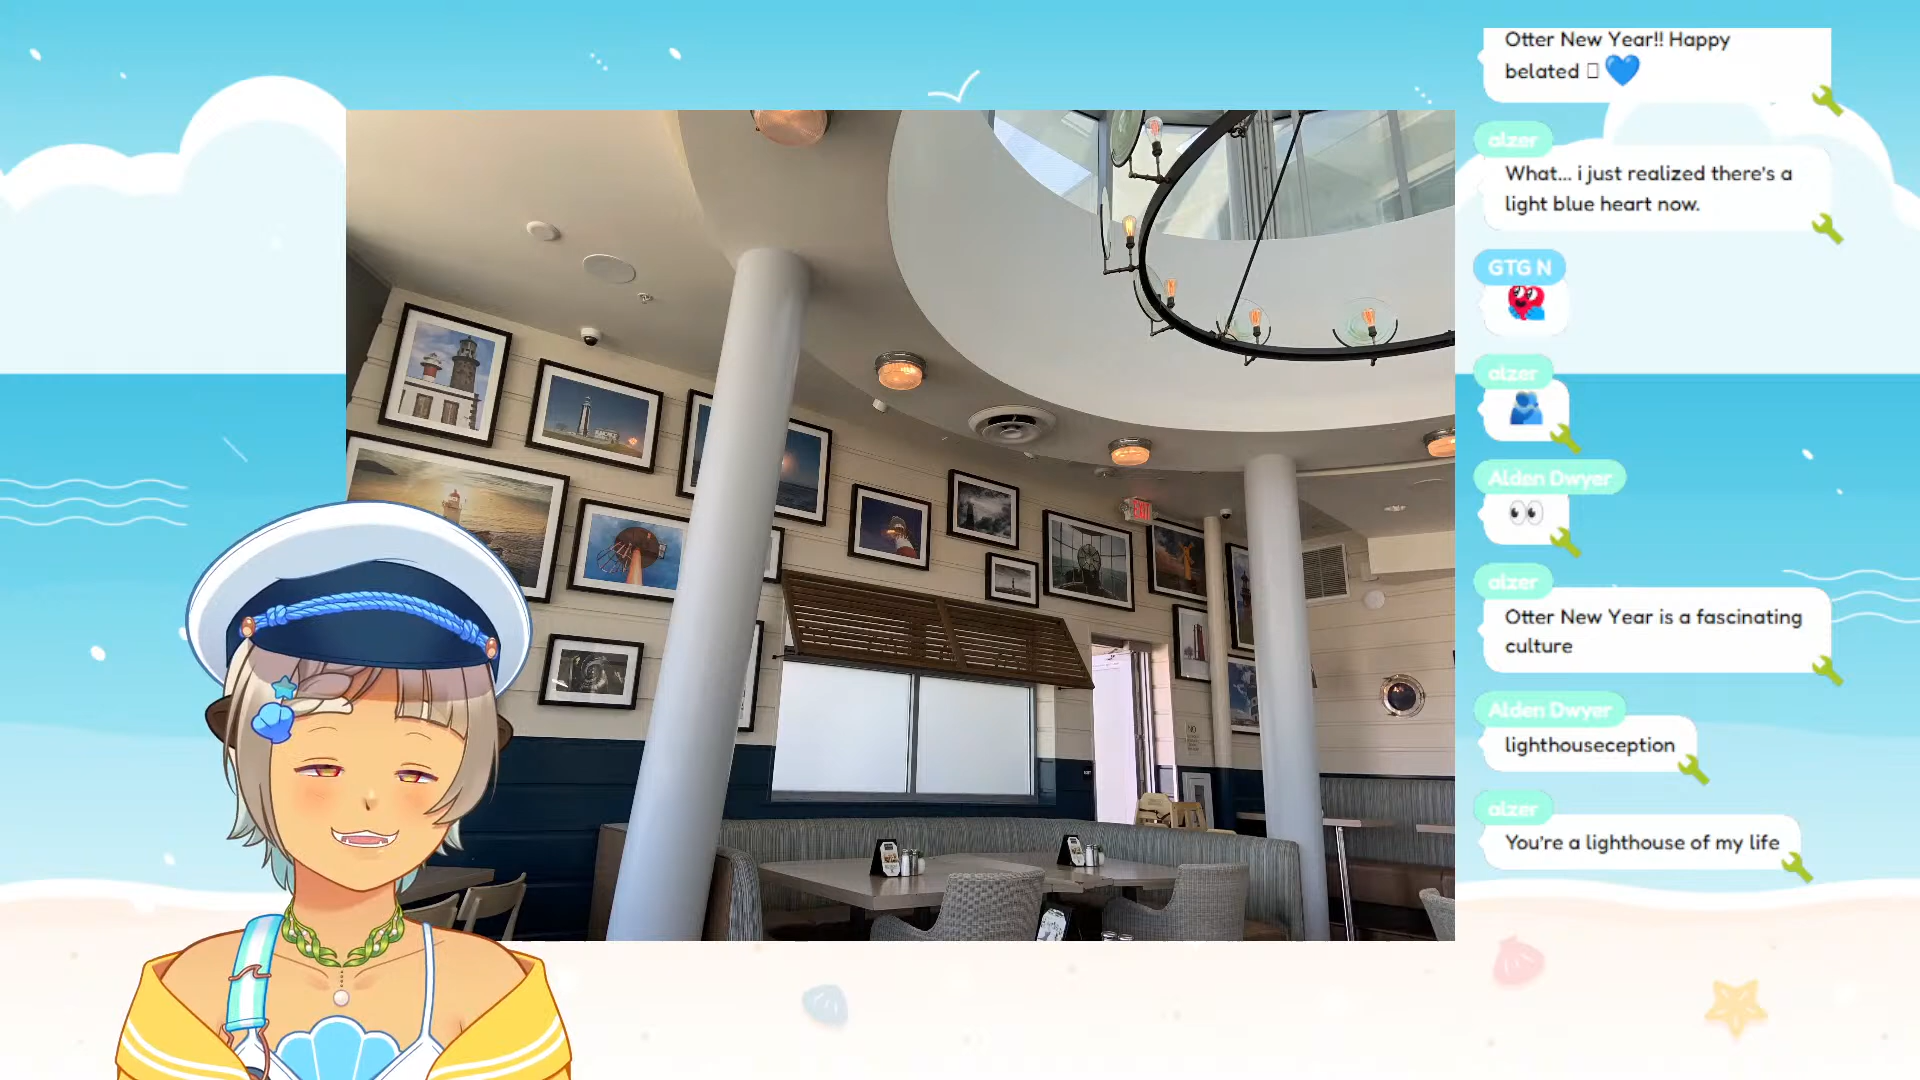 Otter New Year!! Happy
belated 💙
alzer
What... i just realized there's a
light blue heart now.
GTG N
alzer
Alden Dwyer
👀
alzer
Otter New Year is a fascinating
culture
Alden Dwyer
lighthouseception
alzer
You're a lighthouse of my life
EXIT
NO